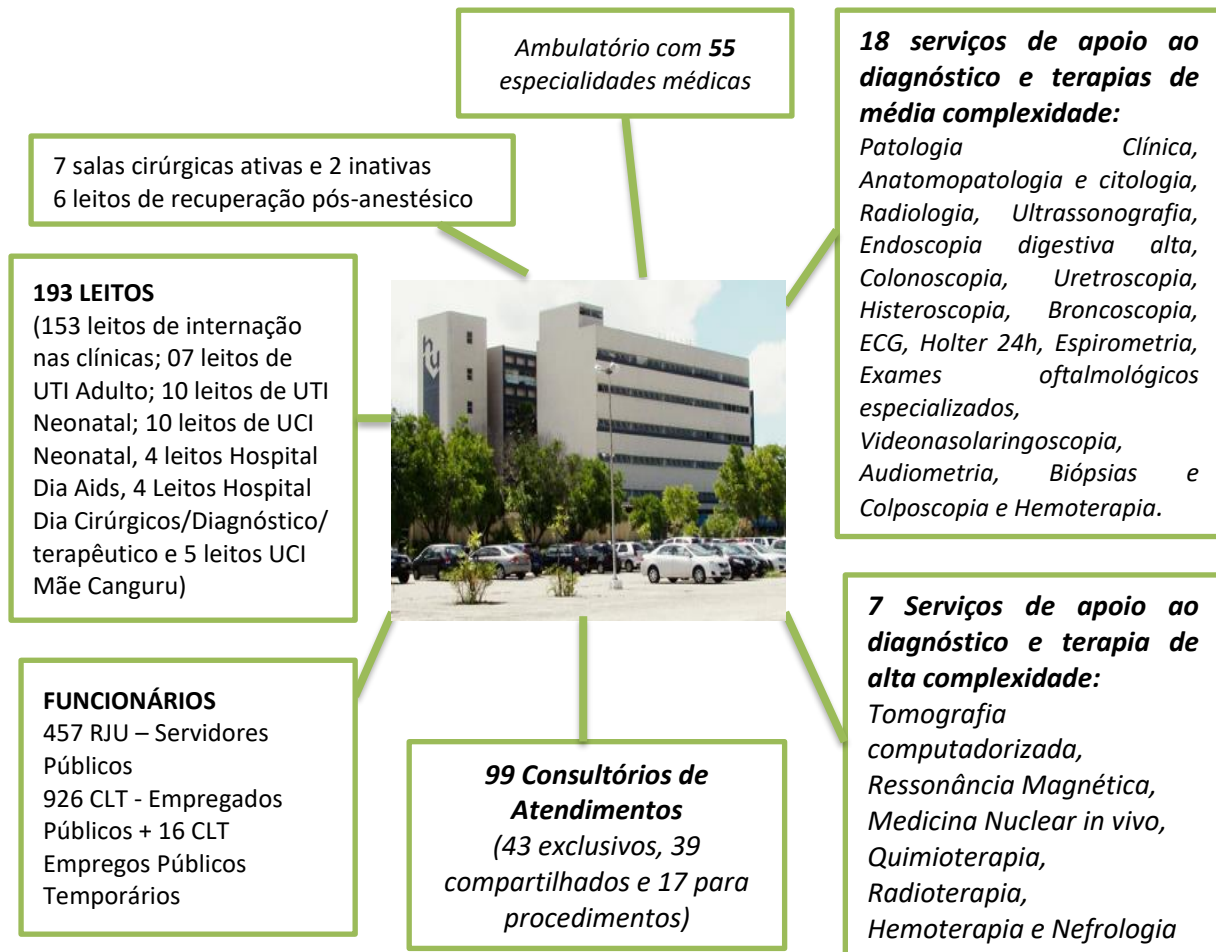 Ambulatório com 55
especialidades médicas
7 salas cirúrgicas ativas e 2 inativas
6 leitos de recuperação pós-anestésico
18 serviços de apoio ao
diagnóstico e terapias de
média complexidade:
Patologia Clínica,
Anatomopatologia e citologia,
Radiologia, Ultrassonografia,
Endoscopia digestiva alta,
Colonoscopia, Uretroscopia,
Histeroscopia, Broncoscopia,
ECG, Holter 24h, Espirometria,
Exames oftalmológicos
especializados,
Videonasolaringoscopia,
Audiometria, Biópsias e
Colposcopia e Hemoterapia.
193 LEITOS
(153 leitos de internação
nas clínicas; 07 leitos de
UTI Adulto; 10 leitos de UTI
Neonatal; 10 leitos de UCI
Neonatal, 4 leitos Hospital
Dia Aids, 4 Leitos Hospital
Dia Cirúrgicos/Diagnóstico/
terapêutico e 5 leitos UCI
Mãe Canguru)
hu
FUNCIONÁRIOS
457 RJU – Servidores
Públicos
926 CLT - Empregados
Públicos + 16 CLT
Empregos Públicos
Temporários
99 Consultórios de
Atendimentos
(43 exclusivos, 39
compartilhados e 17 para
procedimentos)
7 Serviços de apoio ao
diagnóstico e terapia de
alta complexidade:
Tomografia
computadorizada,
Ressonância Magnética,
Medicina Nuclear in vivo,
Quimioterapia,
Radioterapia,
Hemoterapia e Nefrologia